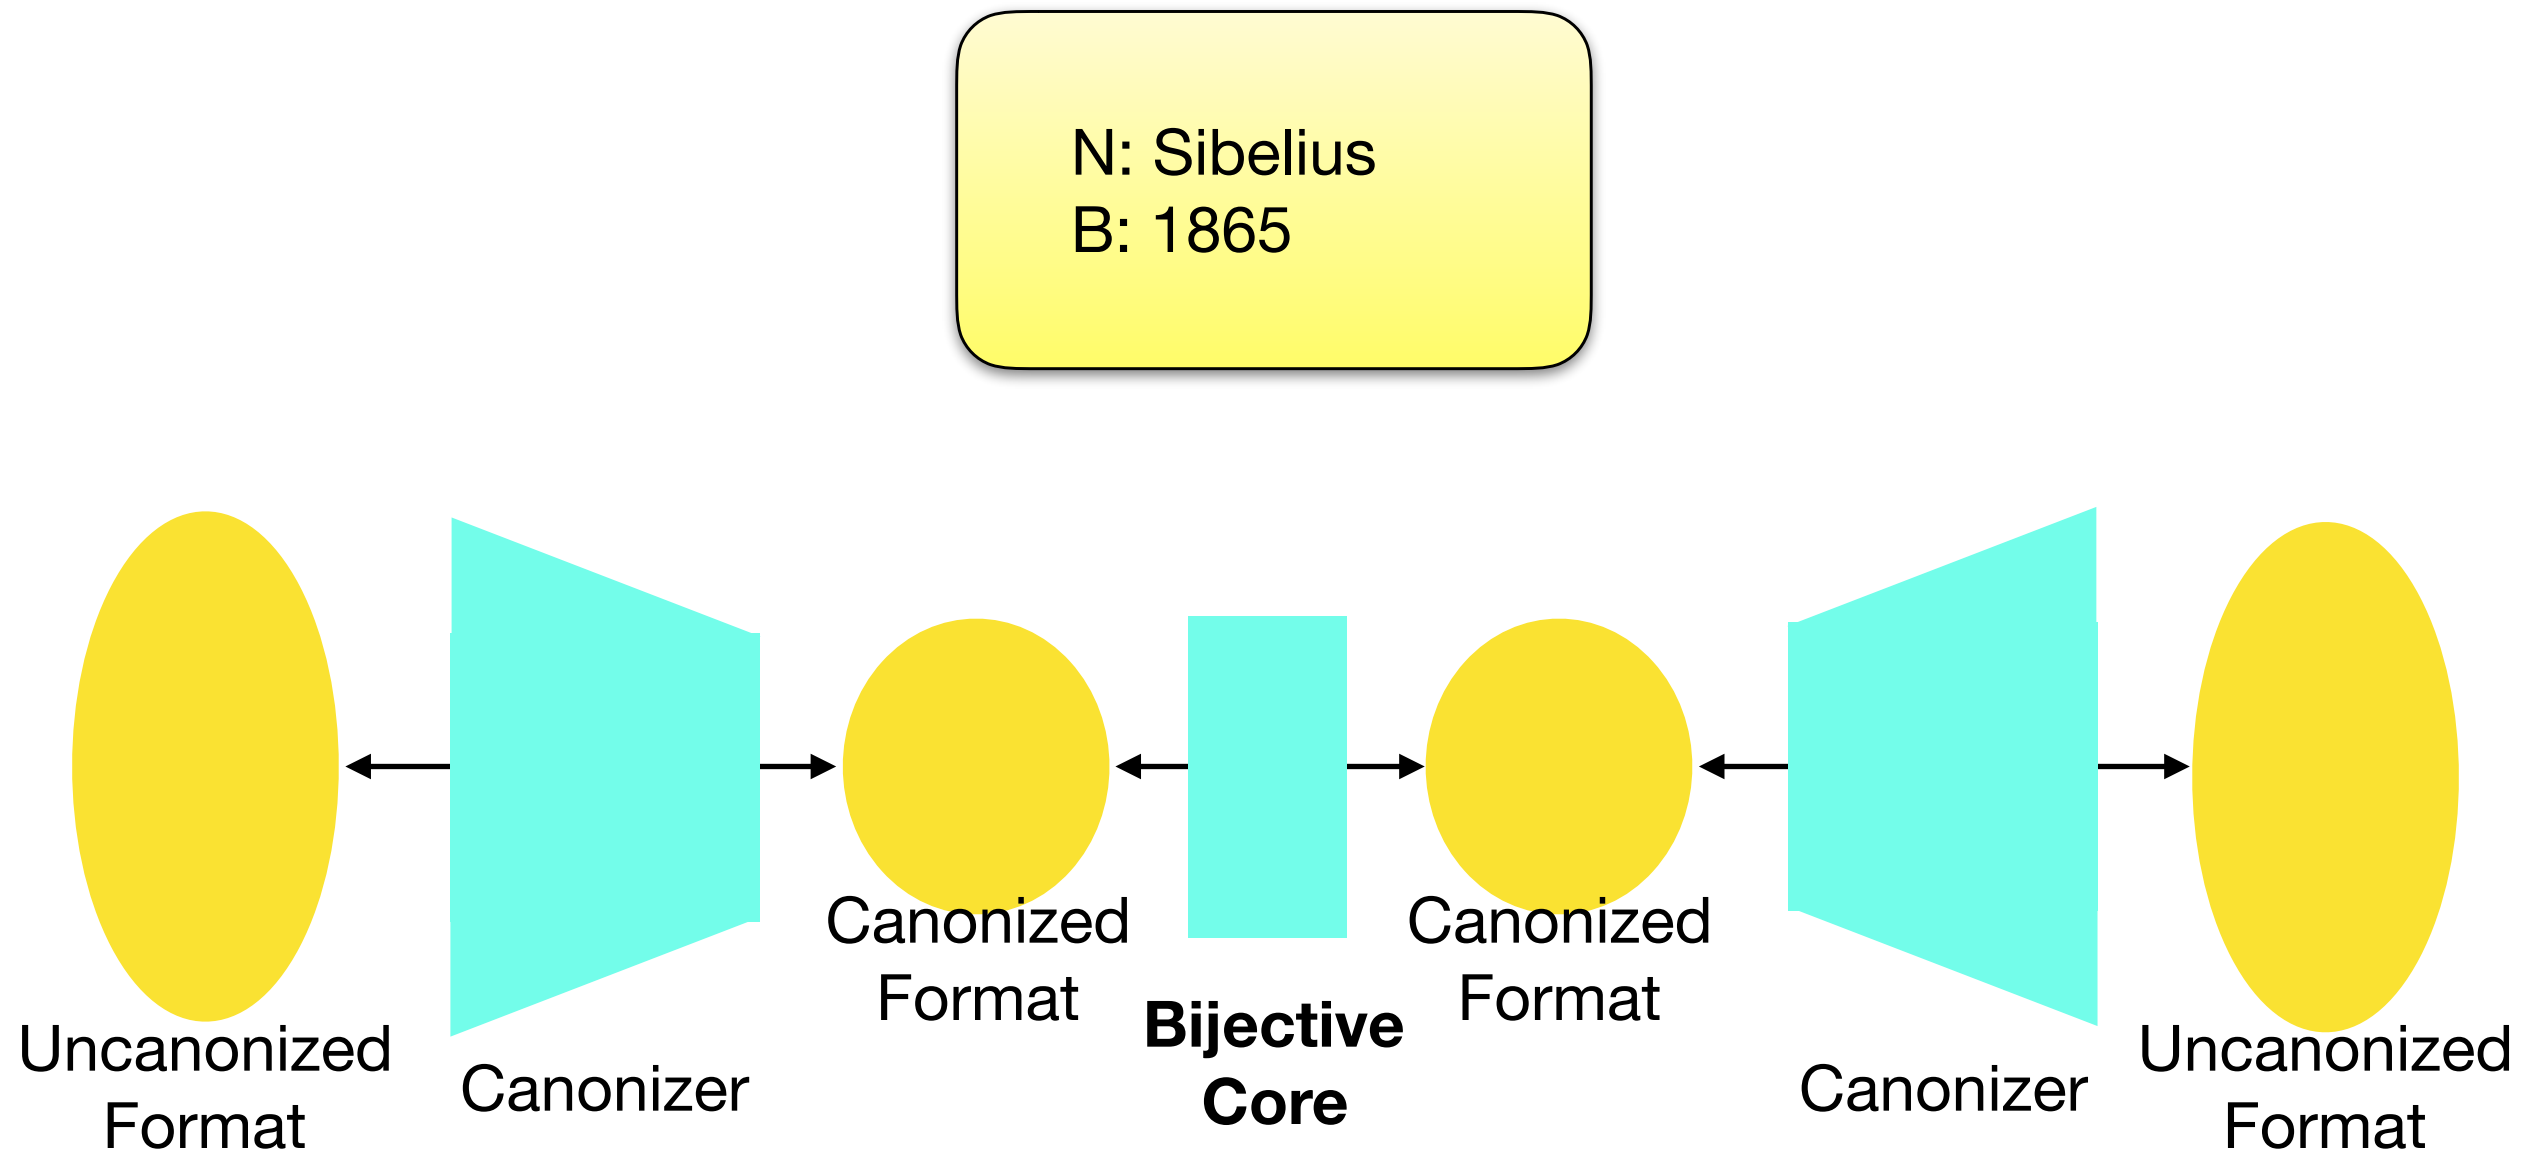 N: Sibelius
B: 1865
Uncanonized
Format
Canonizer
Canonized
Format
Bijective
Core
Canonized
Format
Canonizer
Uncanonized
Format